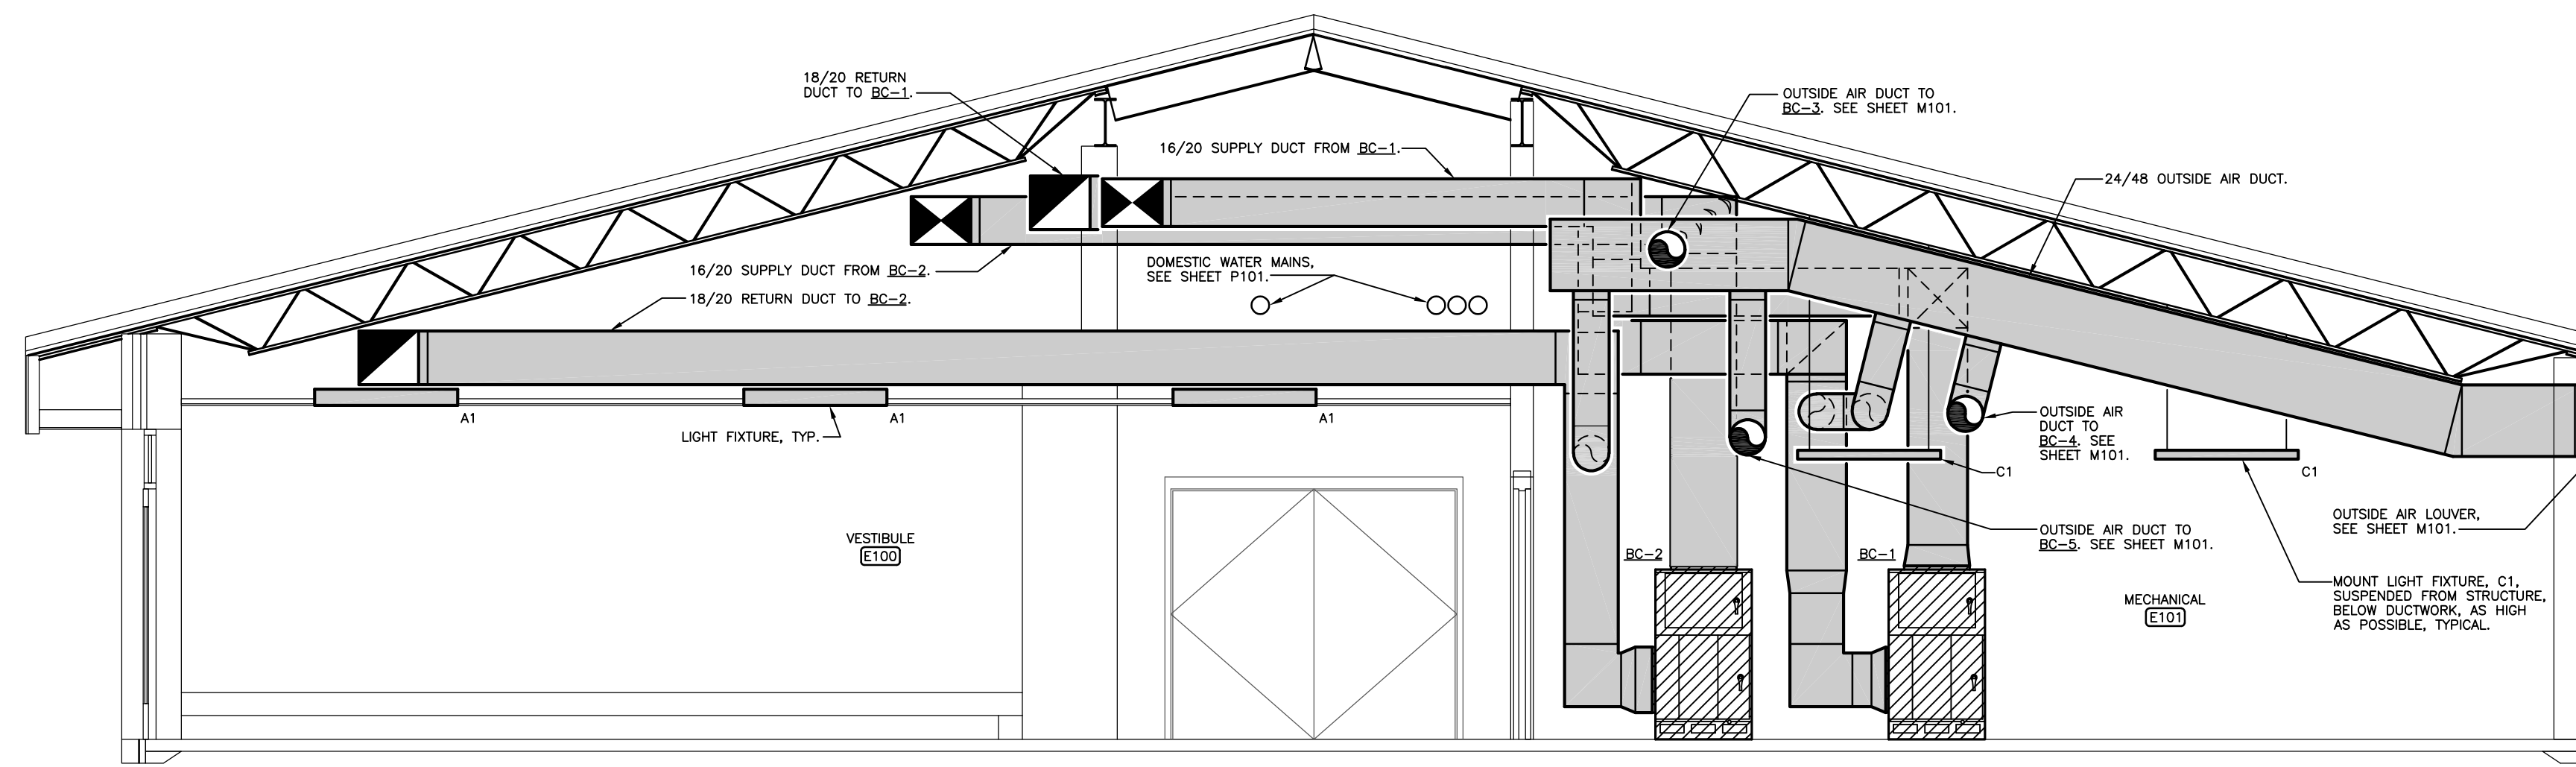 18/20 RETURN
DUCT TO BC-1.
OUTSIDE AIR DUCT TO
BC-3. SEE SHEET M101.
16/20 SUPPLY DUCT FROM BC-1.
24/48 OUTSIDE AIR DUCT.
16/20 SUPPLY DUCT FROM BC-2.
DOMESTIC WATER MAINS,
SEE SHEET P101.
18/20 RETURN DUCT TO BC-2.
A1
A1
A1
LIGHT FIXTURE, TYP.
OUTSIDE AIR
DUCT TO
BC-4. SEE
SHEET M101.
C1
C1
OUTSIDE AIR LOUVER,
SEE SHEET M101.
OUTSIDE AIR DUCT TO
BC-5. SEE SHEET M101.
VESTIBULE
E100
BC-2
BC-1
MOUNT LIGHT FIXTURE, C1,
SUSPENDED FROM STRUCTURE,
BELOW DUCTWORK, AS HIGH
AS POSSIBLE, TYPICAL.
MECHANICAL
E101